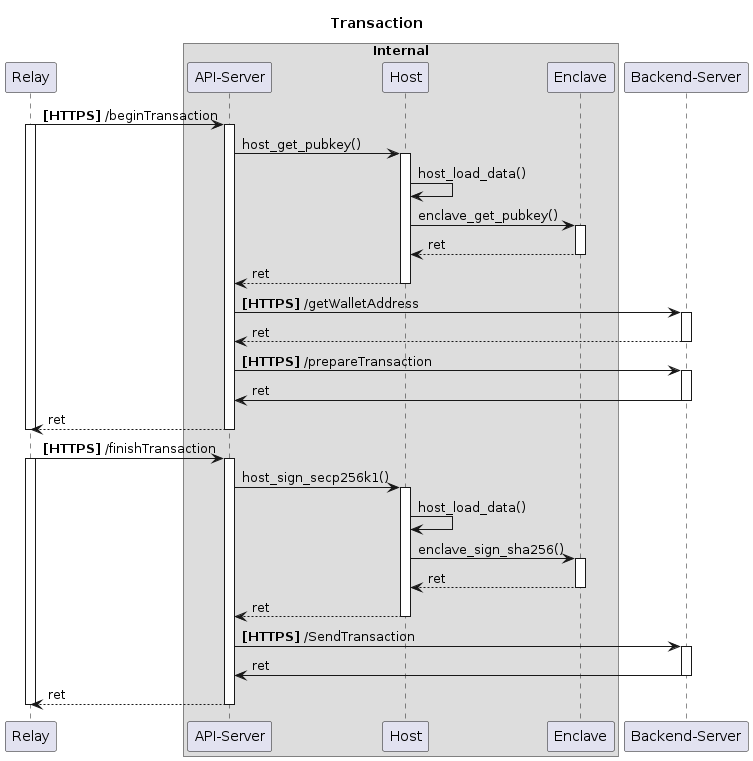 Transaction
Internal
Relay
API-Server
Host
Enclave
Backend-Server
[HTTPS] /beginTransaction
host_get_pubkey()
host_load_data()
enclave_get_pubkey()
ret
ret
[HTTPS] /getWalletAddress
ret
[HTTPS] /prepareTransaction
ret
ret
[HTTPS] /finishTransaction
host_sign_secp256k1()
host_load_data()
enclave_sign_sha256()
ret
ret
[HTTPS] /SendTransaction
ret
ret
Relay
API-Server
Host
Enclave
Backend-Server